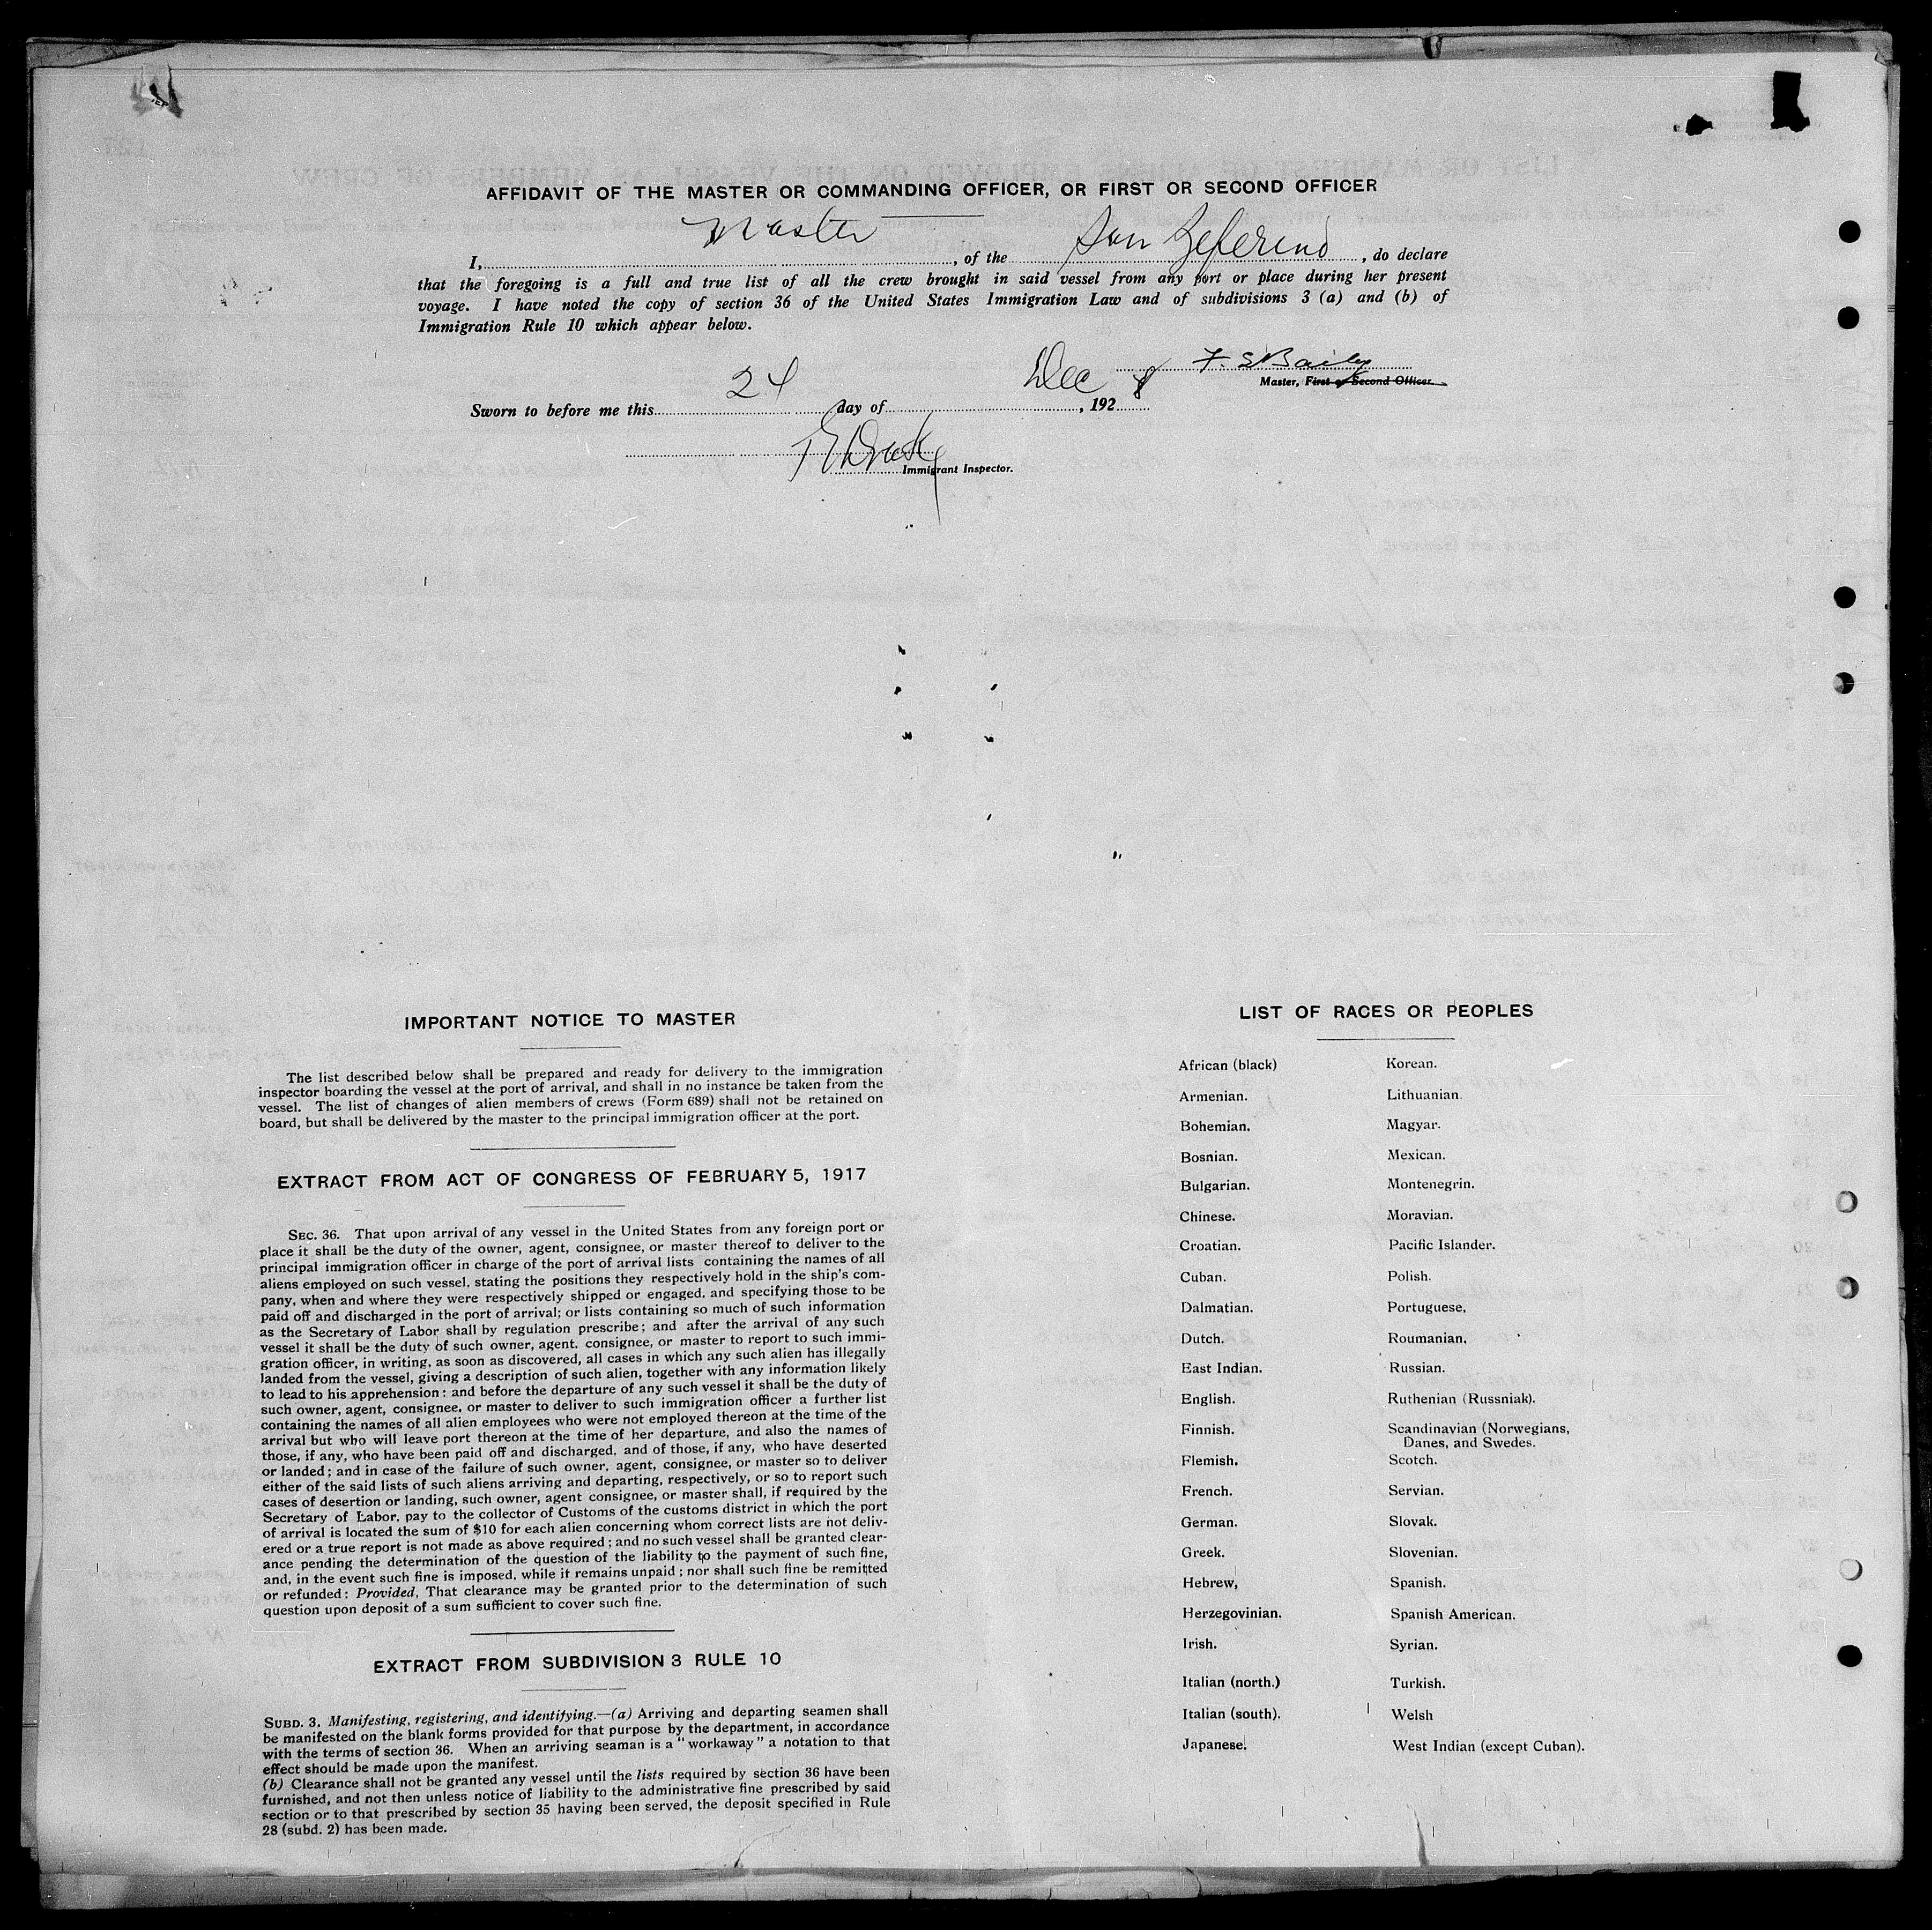 AFFIDAVIT OF THE MASTER OR COMMANDING OFFICER, OR FIRST OR SECOND OFFICER
I, Master, of the San Zeferino, do declare
that the foregoing is a full and true list of all the crew brought in said vessel from any port or place during her present
voyage. I have noted the copy of section 36 of the United States Immigration Law and of subdivisions 3 (a) and (b) of
Immigration Rule 10 which appear below.
F. S Bailey
Master, First or Second Officer.
Sworn to before me this 24 day of Dec, 1928
Immigrant Inspector.
IMPORTANT NOTICE TO MASTER
The list described below shall be prepared and ready for delivery to the immigration
inspector boarding the vessel at the port of arrival, and shall in no instance be taken from the
vessel. The list of changes of alien members of crews (Form 689) shall not be retained on
board, but shall be delivered by the master to the principal immigration officer at the port.
EXTRACT FROM ACT OF CONGRESS OF FEBRUARY 5, 1917
SEC. 36. That upon arrival of any vessel in the United States from any foreign port or
place it shall be the duty of the owner, agent, consignee, or master thereof to deliver to the
principal immigration officer in charge of the port of arrival lists containing the names of all
aliens employed on such vessel, stating the positions they respectively hold in the ship's com-
pany, when and where they were respectively shipped or engaged, and specifying those to be
paid off and discharged in the port of arrival; or lists containing so much of such information
as the Secretary of Labor shall by regulation prescribe; and after the arrival of any such
vessel it shall be the duty of such owner, agent, consignee, or master to report to such immi-
gration officer, in writing, as soon as discovered, all cases in which any such alien has illegally
landed from the vessel, giving a description of such alien, together with any information likely
to lead to his apprehension: and before the departure of any such vessel it shall be the duty of
such owner, agent, consignee, or master to deliver to such immigration officer a further list
containing the names of all alien employees who were not employed thereon at the time of the
arrival but who will leave port thereon at the time of her departure, and also the names of
those, if any, who have been paid off and discharged, and of those, if any, who have deserted
or landed; and in case of the failure of such owner, agent, consignee, or master so to deliver
either of the said lists of such aliens arriving and departing, respectively, or so to report such
cases of desertion or landing, such owner, agent consignee, or master shall, if required by the
Secretary of Labor, pay to the collector of Customs of the customs district in which the port
of arrival is located the sum of $10 for each alien concerning whom correct lists are not deliv-
ered or a true report is not made as above required; and no such vessel shall be granted clear-
ance pending the determination of the question of the liability to the payment of such fine,
and, in the event such fine is imposed, while it remains unpaid; nor shall such fine be remitted
or refunded: Provided, That clearance may be granted prior to the determination of such
question upon deposit of a sum sufficient to cover such fine.
EXTRACT FROM SUBDIVISION 3 RULE 10
SUBD. 3. Manifesting, registering, and identifying.—(a) Arriving and departing seamen shall
be manifested on the blank forms provided for that purpose by the department, in accordance
with the terms of section 36. When an arriving seaman is a "workaway" a notation to that
effect should be made upon the manifest.
(b) Clearance shall not be granted any vessel until the lists required by section 36 have been
furnished, and not then unless notice of liability to the administrative fine prescribed by said
section or to that prescribed by section 35 having been served, the deposit specified in Rule
28 (subd. 2) has been made.
LIST OF RACES OR PEOPLES
African (black)
Armenian.
Bohemian.
Bosnian.
Bulgarian.
Chinese.
Croatian.
Cuban.
Dalmatian.
Dutch.
East Indian.
English.
Finnish.
Flemish.
French.
German.
Greek.
Hebrew,
Herzegovinian.
Irish.
Italian (north.)
Italian (south).
Japanese.
Korean.
Lithuanian.
Magyar.
Mexican.
Montenegrin.
Moravian.
Pacific Islander.
Polish.
Portuguese,
Roumanian.
Russian.
Ruthenian (Russniak).
Scandinavian (Norwegians,
Danes, and Swedes.
Scotch.
Servian.
Slovak.
Slovenian.
Spanish.
Spanish American.
Syrian.
Turkish.
Welsh
West Indian (except Cuban).